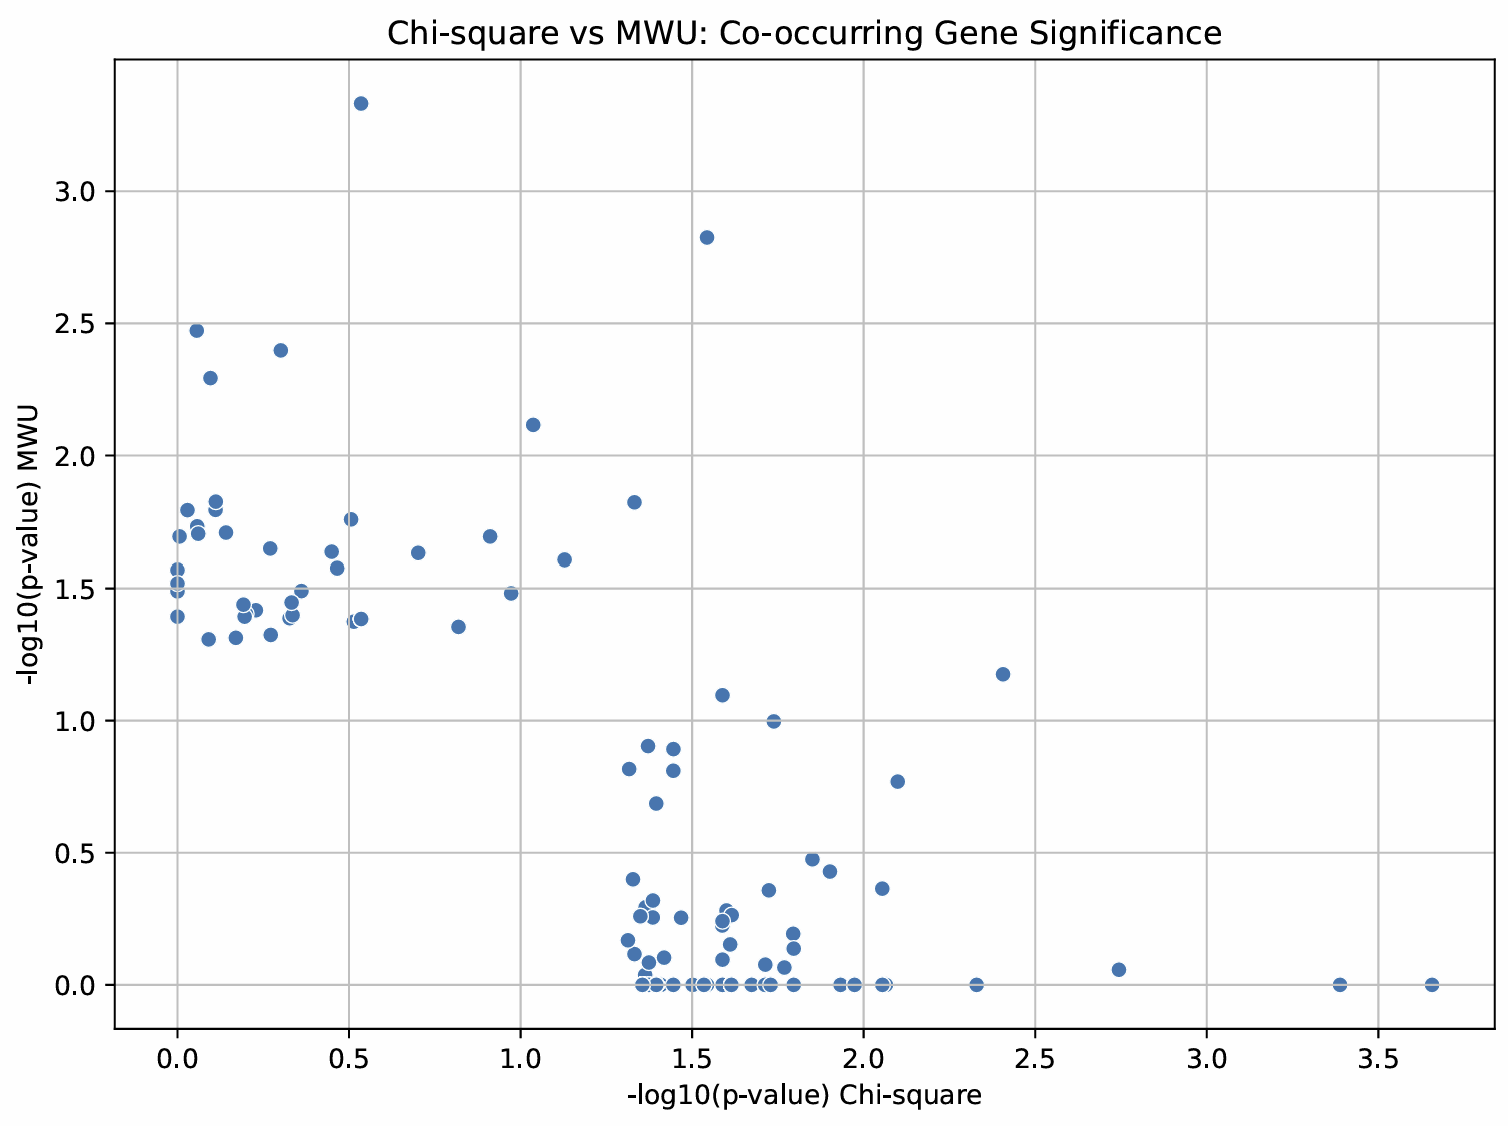 Chi-square vs MWU: Co-occurring Gene Significance
-log10(p-value) MWU
3.0
2.5
2.0
1.5
1.0
0.5
0.0
0.0 0.5 1.0 1.5 2.0 2.5 3.0 3.5
-log10(p-value) Chi-square